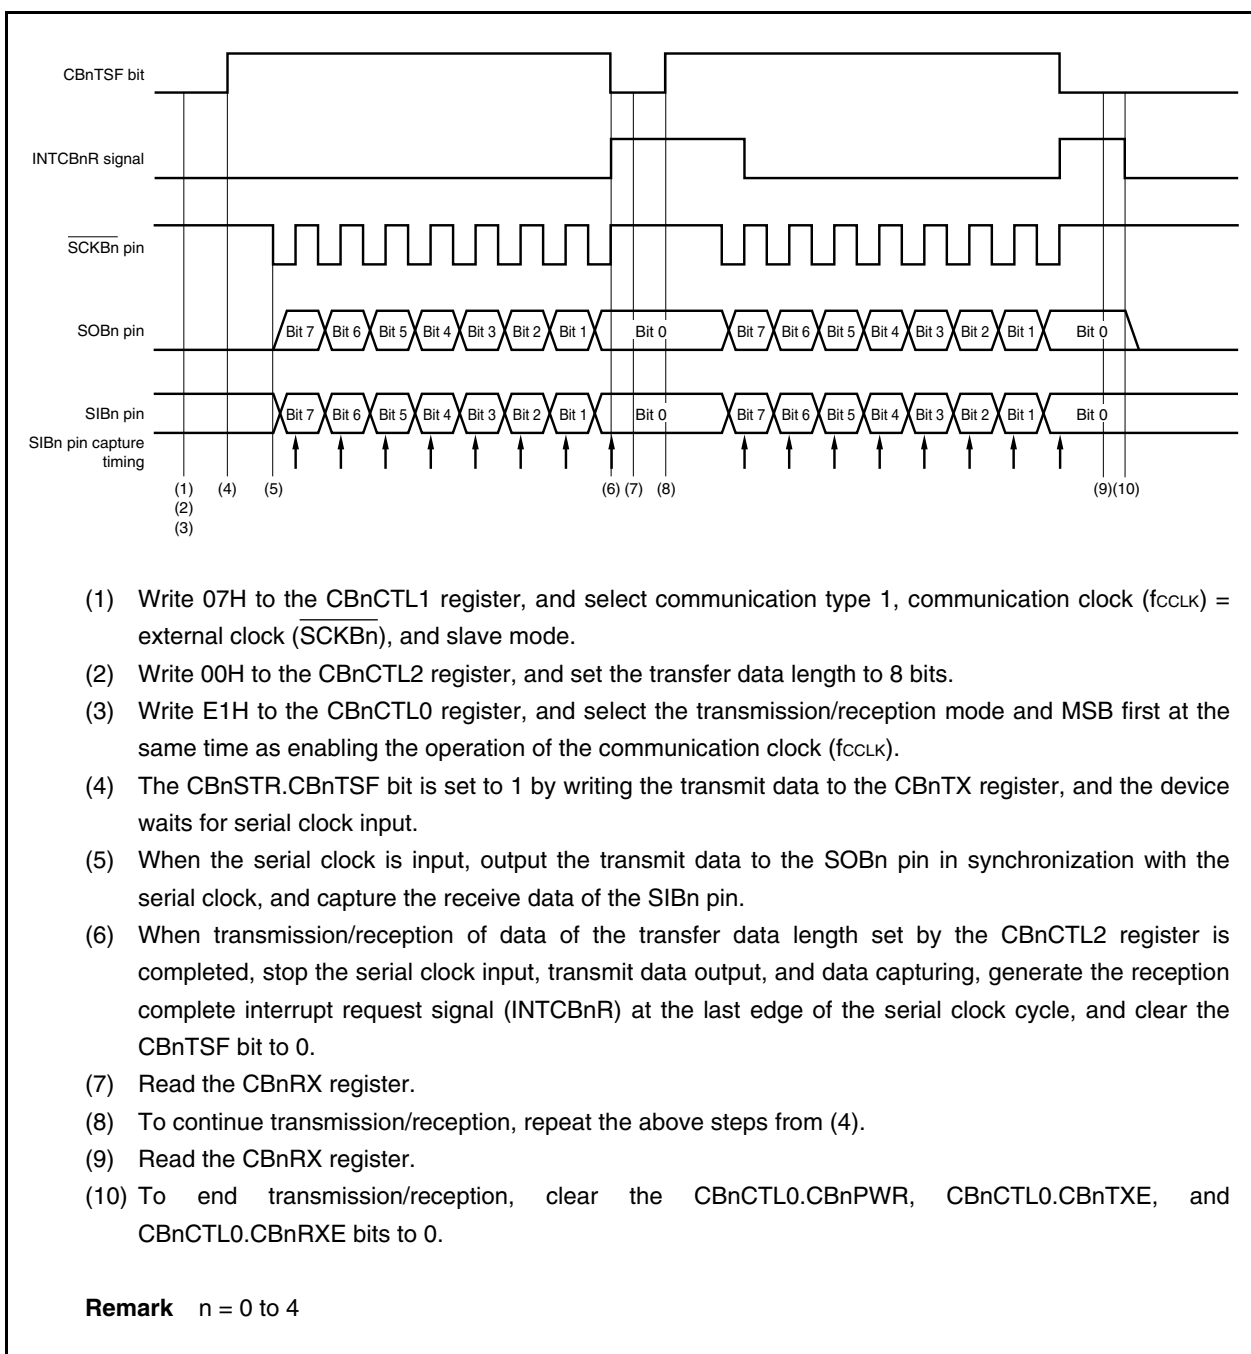 CBnTSF bit
INTCBnR signal
SCKBn pin
SOBn pin
Bit 7 Bit 6 Bit 5 Bit 4 Bit 3 Bit 2 Bit 1 Bit 0 Bit 7 Bit 6 Bit 5 Bit 4 Bit 3 Bit 2 Bit 1 Bit 0
SIBn pin
Bit 7 Bit 6 Bit 5 Bit 4 Bit 3 Bit 2 Bit 1 Bit 0 Bit 7 Bit 6 Bit 5 Bit 4 Bit 3 Bit 2 Bit 1 Bit 0
SIBn pin capture
timing
(1) (4) (5) (6) (7) (8) (9) (10)
(2)
(3)
(1) Write 07H to the CBnCTL1 register, and select communication type 1, communication clock (fCCLK) =
external clock (SCKBn), and slave mode.
(2) Write 00H to the CBnCTL2 register, and set the transfer data length to 8 bits.
(3) Write E1H to the CBnCTL0 register, and select the transmission/reception mode and MSB first at the
same time as enabling the operation of the communication clock (fCCLK).
(4) The CBnSTR.CBnTSF bit is set to 1 by writing the transmit data to the CBnTX register, and the device
waits for serial clock input.
(5) When the serial clock is input, output the transmit data to the SOBn pin in synchronization with the
serial clock, and capture the receive data of the SIBn pin.
(6) When transmission/reception of data of the transfer data length set by the CBnCTL2 register is
completed, stop the serial clock input, transmit data output, and data capturing, generate the reception
complete interrupt request signal (INTCBnR) at the last edge of the serial clock cycle, and clear the
CBnTSF bit to 0.
(7) Read the CBnRX register.
(8) To continue transmission/reception, repeat the above steps from (4).
(9) Read the CBnRX register.
(10) To end transmission/reception, clear the CBnCTL0.CBnPWR, CBnCTL0.CBnTXE, and
CBnCTL0.CBnRXE bits to 0.
Remark n = 0 to 4